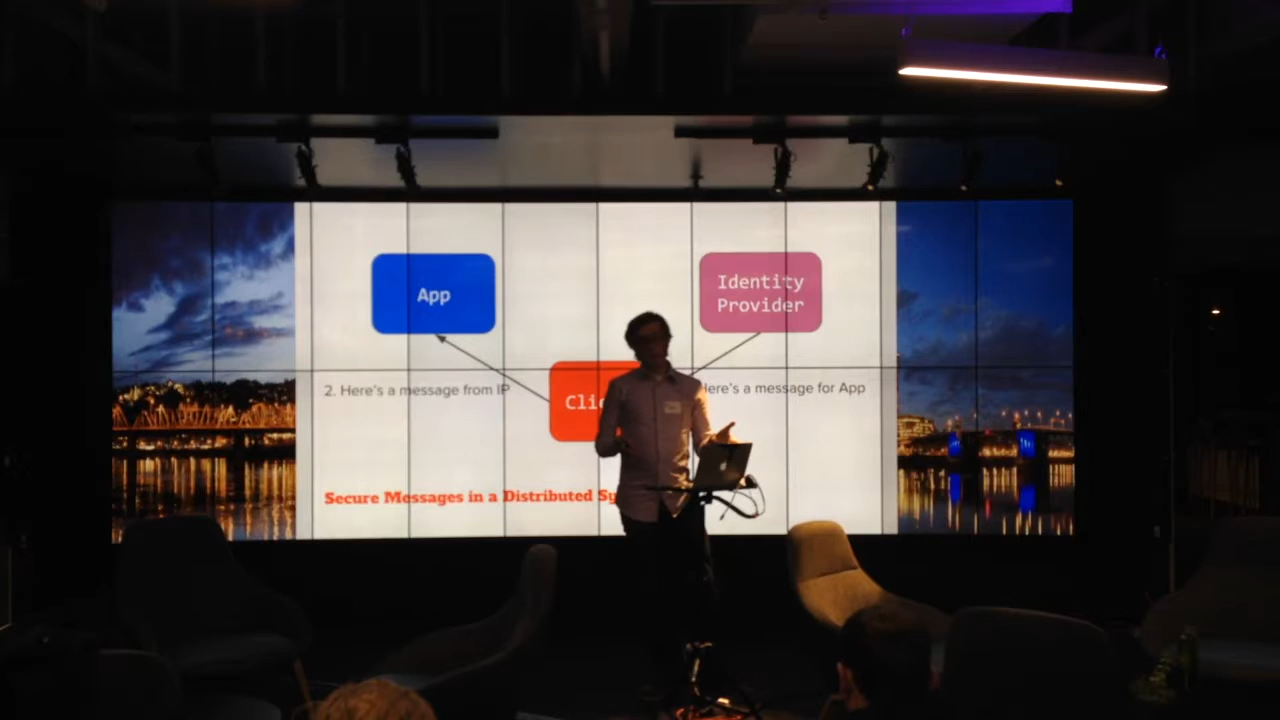 App
Identity
Provider
2. Here's a message from IP
Here's a message for App
Secure Messages in a Distributed